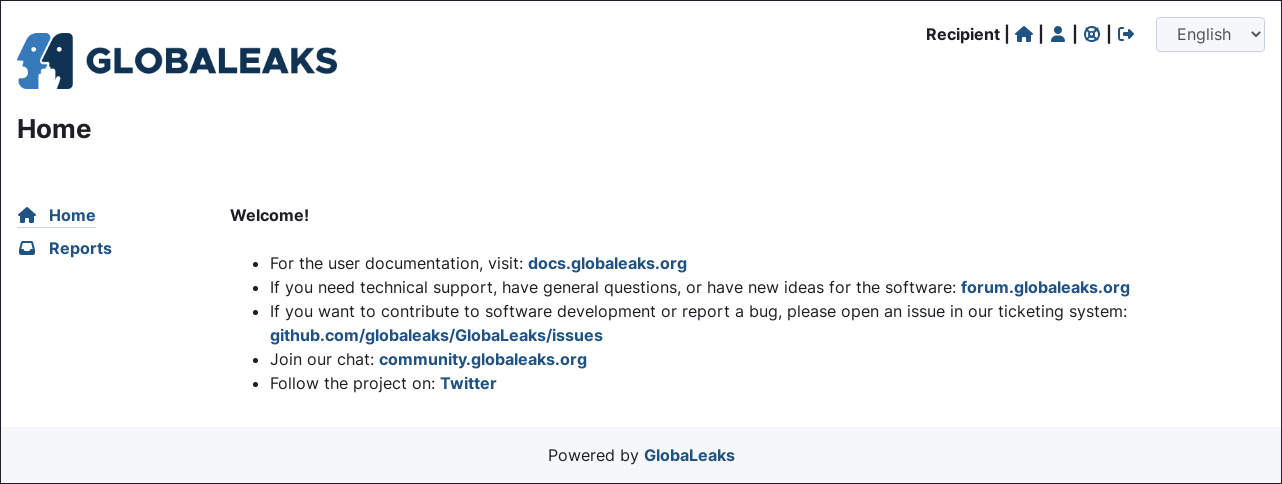 GLOBALEAKS
Recipient | | | |
English
Home
Home
Reports
Welcome!
• For the user documentation, visit: docs.globaleaks.org
• If you need technical support, have general questions, or have new ideas for the software: forum.globaleaks.org
• If you want to contribute to software development or report a bug, please open an issue in our ticketing system:
github.com/globaleaks/GlobaLeaks/issues
• Join our chat: community.globaleaks.org
• Follow the project on: Twitter
Powered by GlobaLeaks